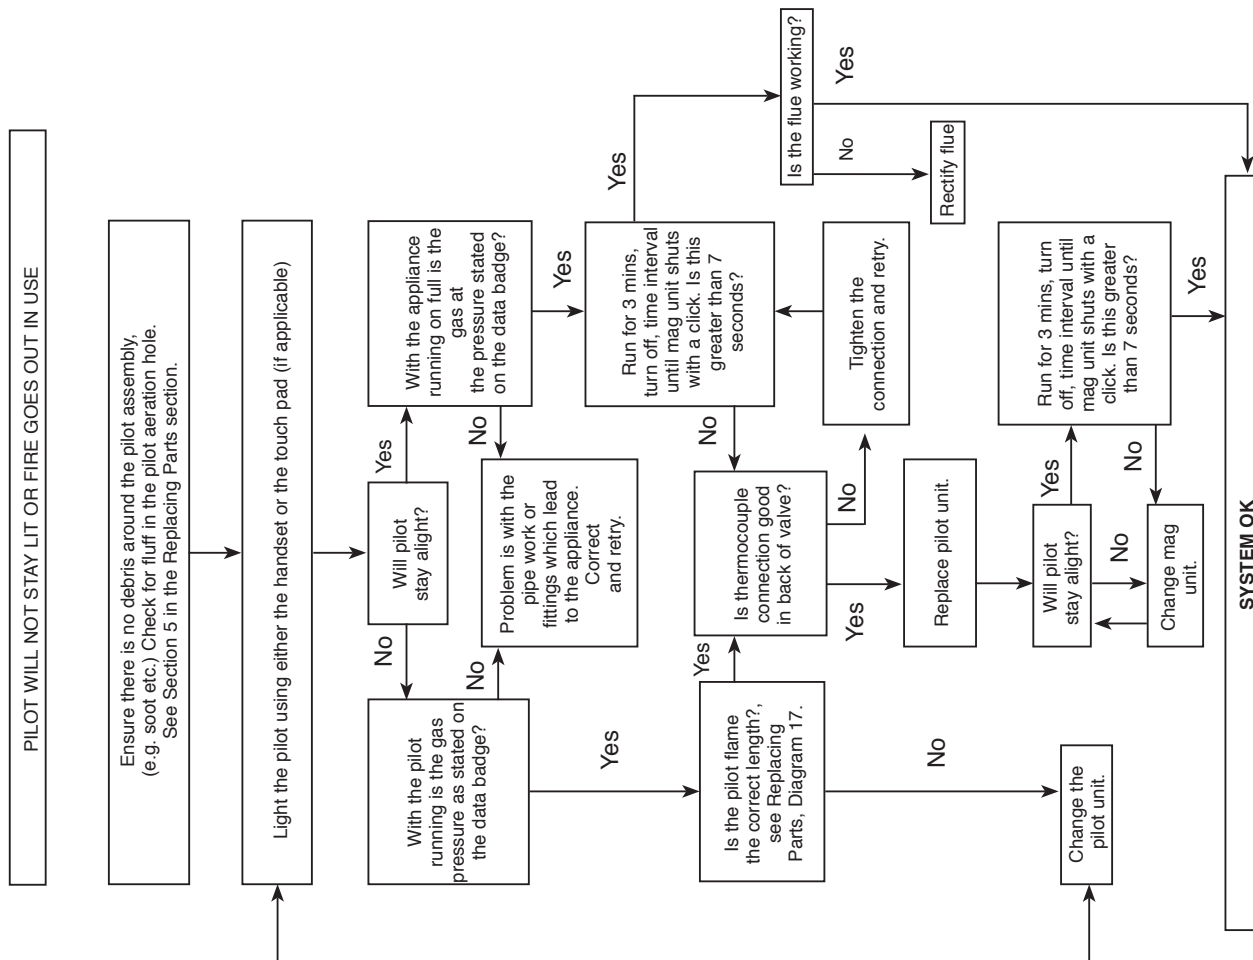 PILOT WILL NOT STAY LIT OR FIRE GOES OUT IN USE
Ensure there is no debris around the pilot assembly,
(e.g. soot etc.) Check for fluff in the pilot aeration hole.
See Section 5 in the Replacing Parts section.
Light the pilot using either the handset or the touch pad (if applicable)
Will pilot
stay alight?
No
Yes
With the pilot
running is the gas
pressure as stated on
the data badge?
With the appliance
running on full is the
gas at
the pressure stated
on the data badge?
No
No
Problem is with the
pipe work or
fittings which lead
to the appliance.
Correct
and retry.
Yes
Yes
Run for 3 mins,
turn off, time interval
until mag unit shuts
with a click. Is this
greater than 7
seconds?
Yes
Is the flue working?
No
Yes
Rectify flue
Is the pilot flame
the correct length?,
see Replacing
Parts, Diagram 17.
Yes
No
Is thermocouple
connection good
in back of valve?
No
Tighten the
connection and retry.
Yes
Replace pilot unit.
No
Change the
pilot unit.
Will pilot
stay alight?
Yes
Run for 3 mins, turn
off, time interval until
mag unit shuts with a
click. Is this greater
than 7 seconds?
No
No
Change mag
unit.
Yes
SYSTEM OK